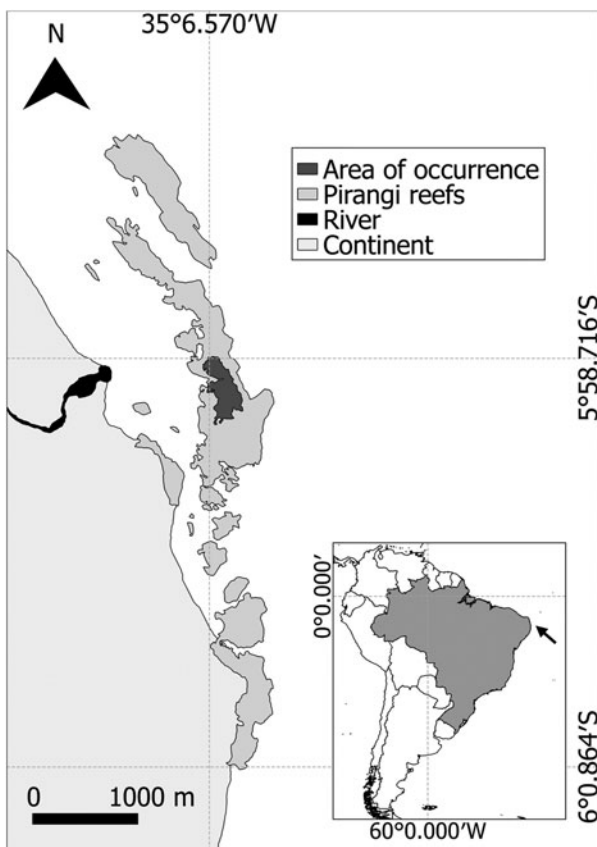 35°6.570'W
N
Area of occurrence
Pirangi reefs
River
Continent
5°58.716'S
0°0.000'
6°0.864'S
0 1000 m
60°0.000'W